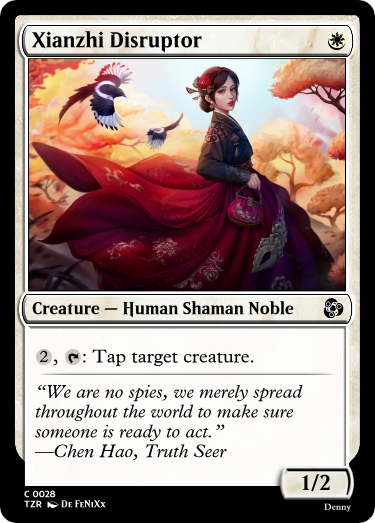 Xianzhi Disruptor
Creature — Human Shaman Noble
2, : Tap target creature.
“We are no spies, we merely spread
throughout the world to make sure
someone is ready to act.”
—Chen Hao, Truth Seer
1/2
C 0028
TZR DE FENIXX
Denny